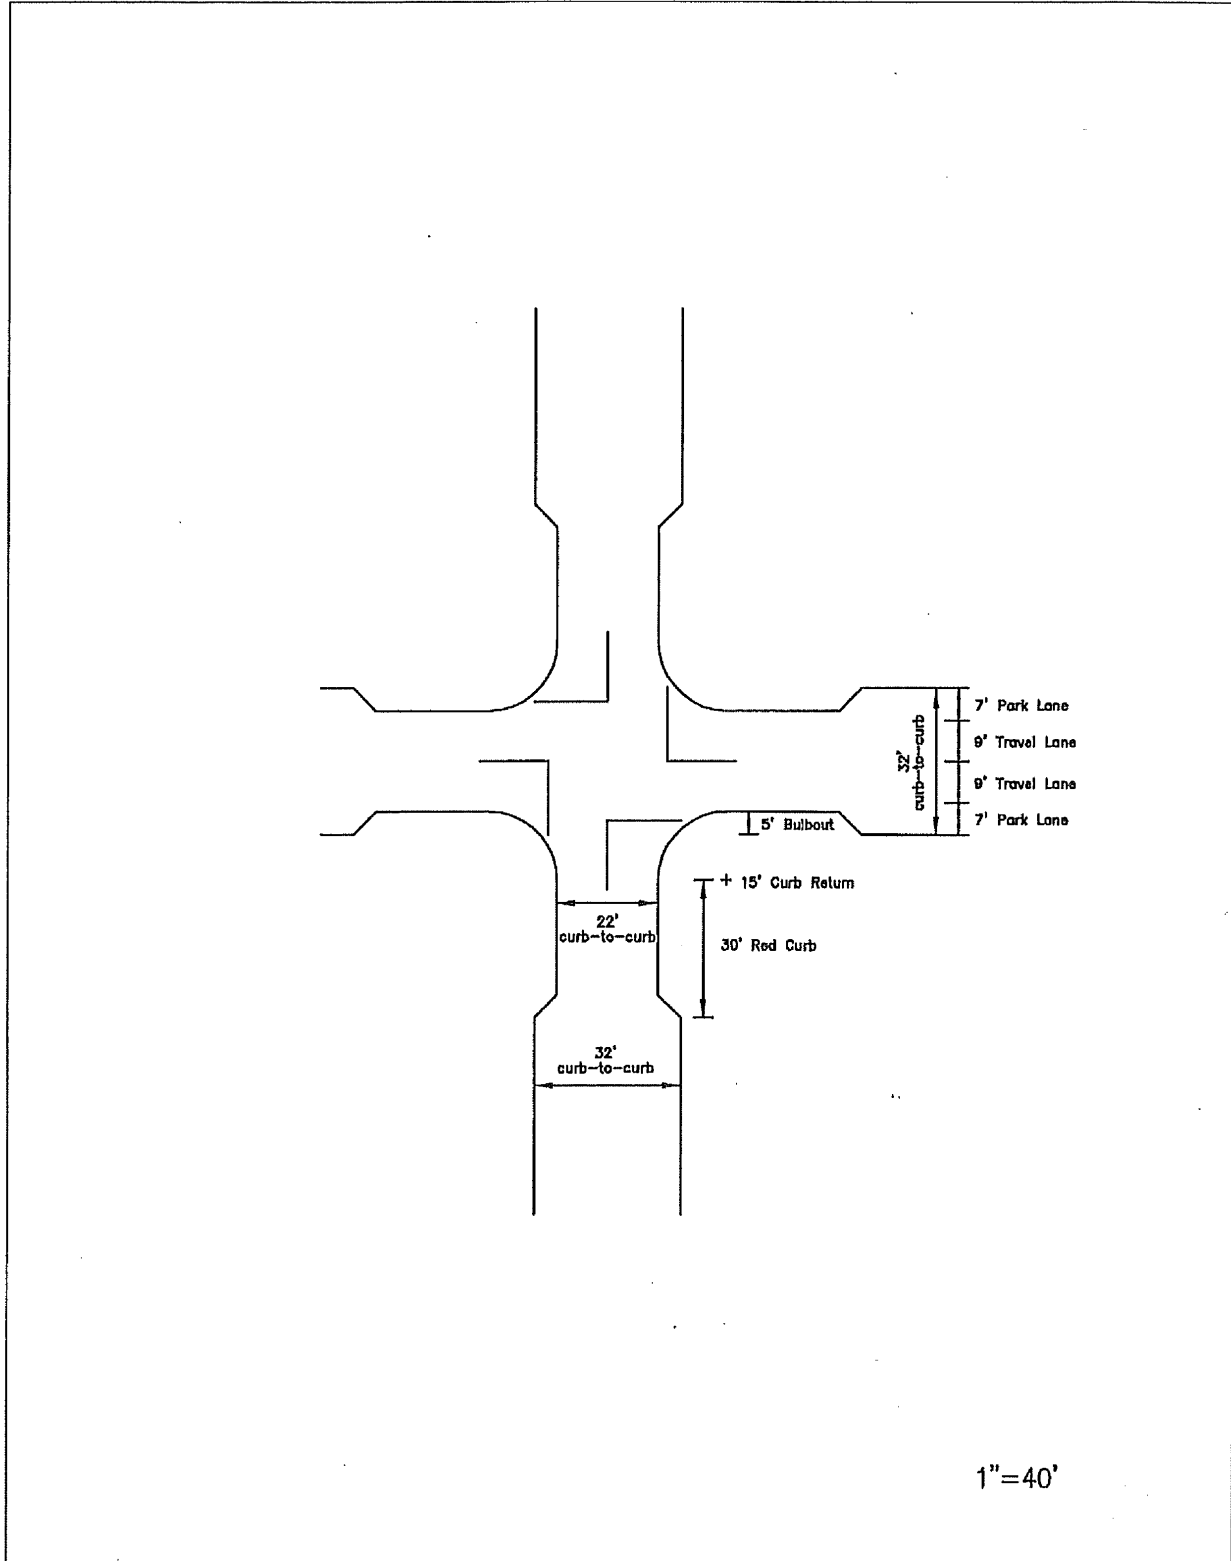 7' Park Lane
9' Travel Lane
32'
curb-to-curb
9' Travel Lane
7' Park Lane
5' Bulbout
15' Curb Return
22'
curb-to-curb
30' Red Curb
32'
curb-to-curb
1"=40'